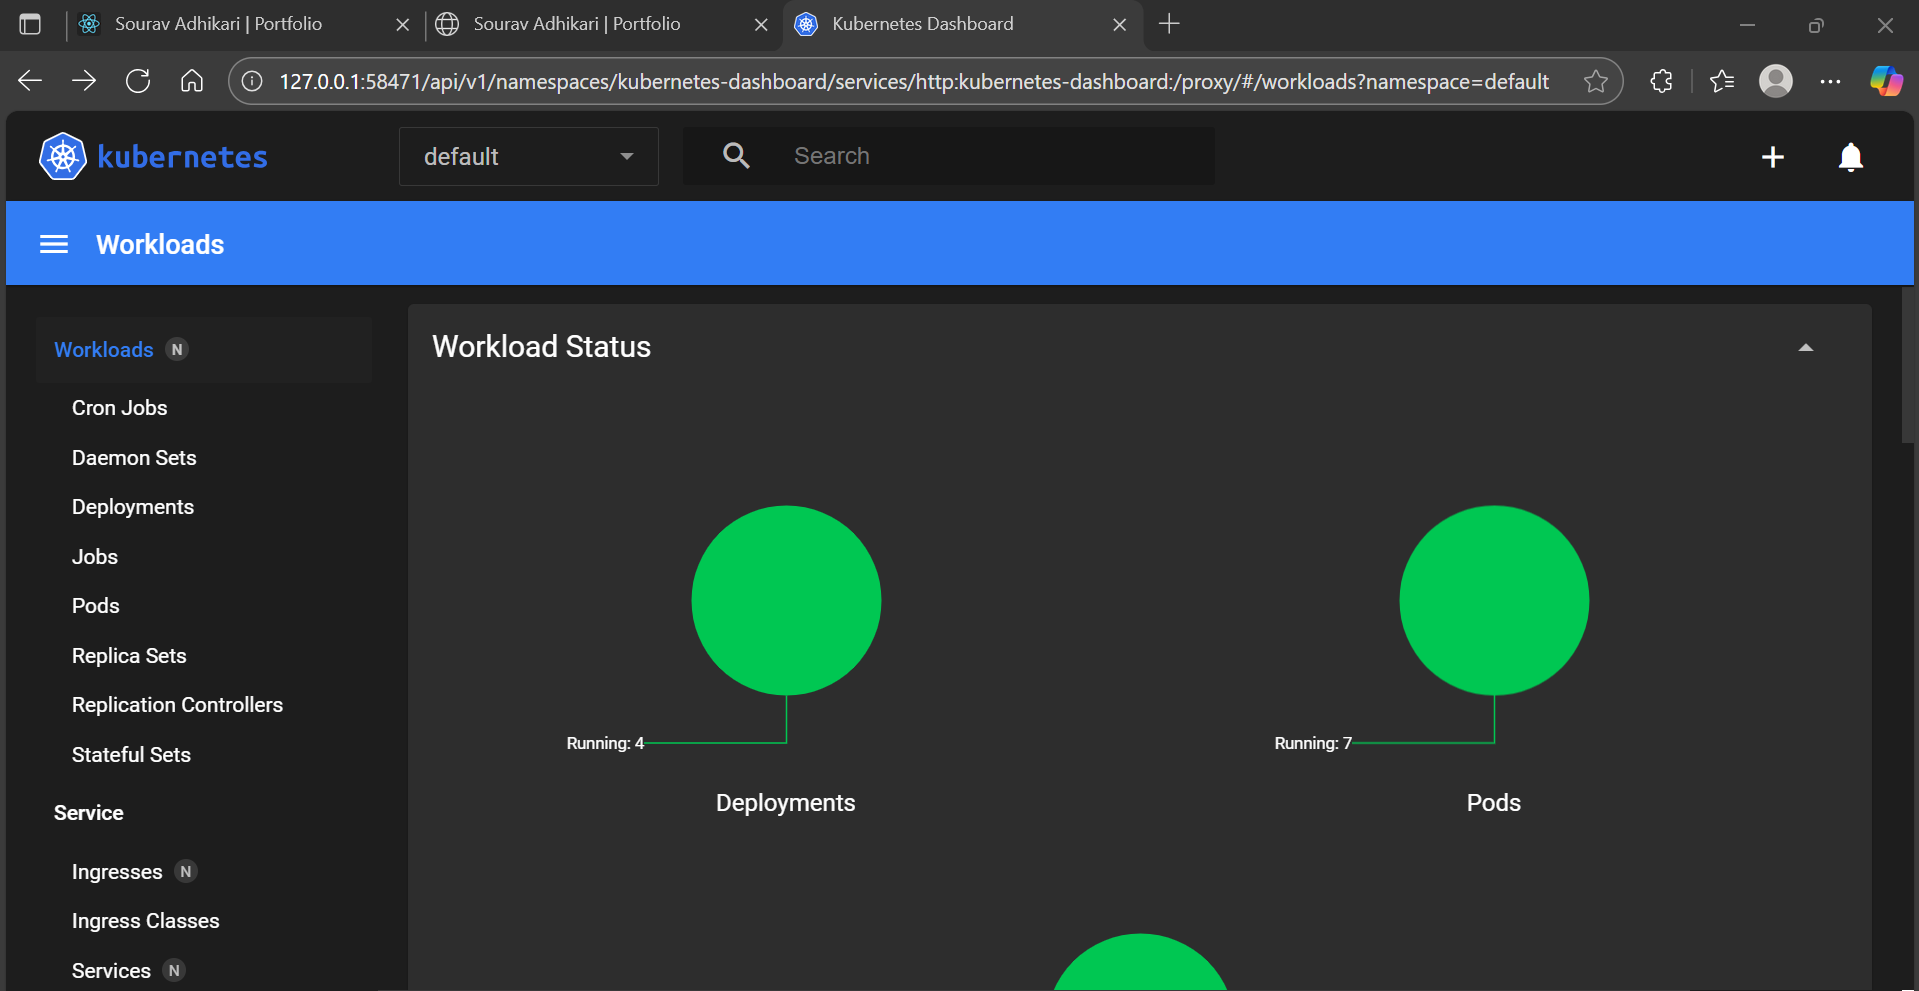 Sourav Adhikari | Portfolio
Sourav Adhikari | Portfolio
Kubernetes Dashboard
127.0.0.1:58471/api/v1/namespaces/kubernetes-dashboard/services/http:kubernetes-dashboard:/proxy/#/workloads?namespace=default
kubernetes
default
Search
Workloads
Workloads N
Cron Jobs
Daemon Sets
Deployments
Jobs
Pods
Replica Sets
Replication Controllers
Stateful Sets
Service
Ingresses N
Ingress Classes
Services N
Workload Status
Running: 4
Deployments
Running: 7
Pods